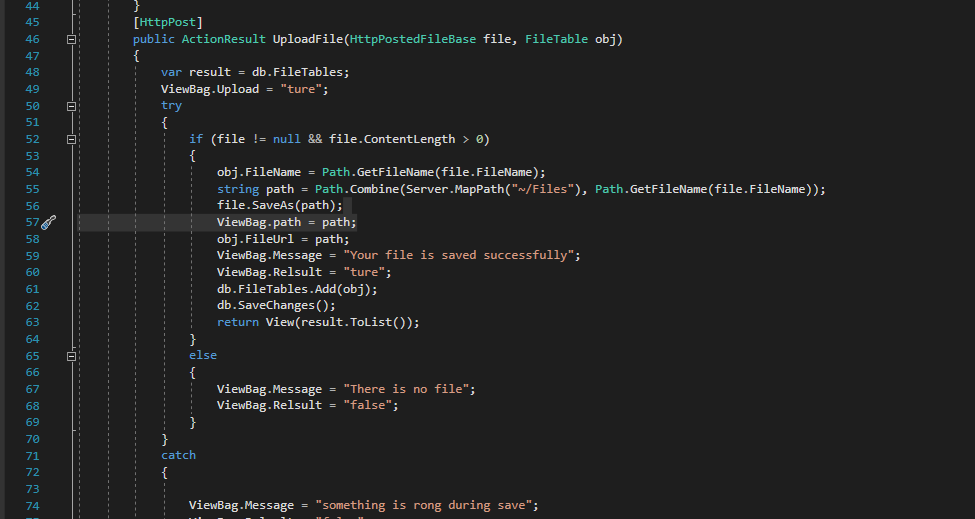 44 }
45 [HttpPost]
46 public ActionResult UploadFile(HttpPostedFileBase file, FileTable obj)
47 {
48 var result = db.FileTables;
49 ViewBag.Upload = "ture";
50 try
51 {
52 if (file != null && file.ContentLength > 0)
53 {
54 obj.FileName = Path.GetFileName(file.FileName);
55 string path = Path.Combine(Server.MapPath("~/Files"), Path.GetFileName(file.FileName));
56 file.SaveAs(path);
57 ViewBag.path = path;
58 obj.FileUrl = path;
59 ViewBag.Message = "Your file is saved successfully";
60 ViewBag.Relsult = "ture";
61 db.FileTables.Add(obj);
62 db.SaveChanges();
63 return View(result.ToList());
64 }
65 else
66 {
67 ViewBag.Message = "There is no file";
68 ViewBag.Relsult = "false";
69 }
70 }
71 catch
72 {
73
74 ViewBag.Message = "something is rong during save";